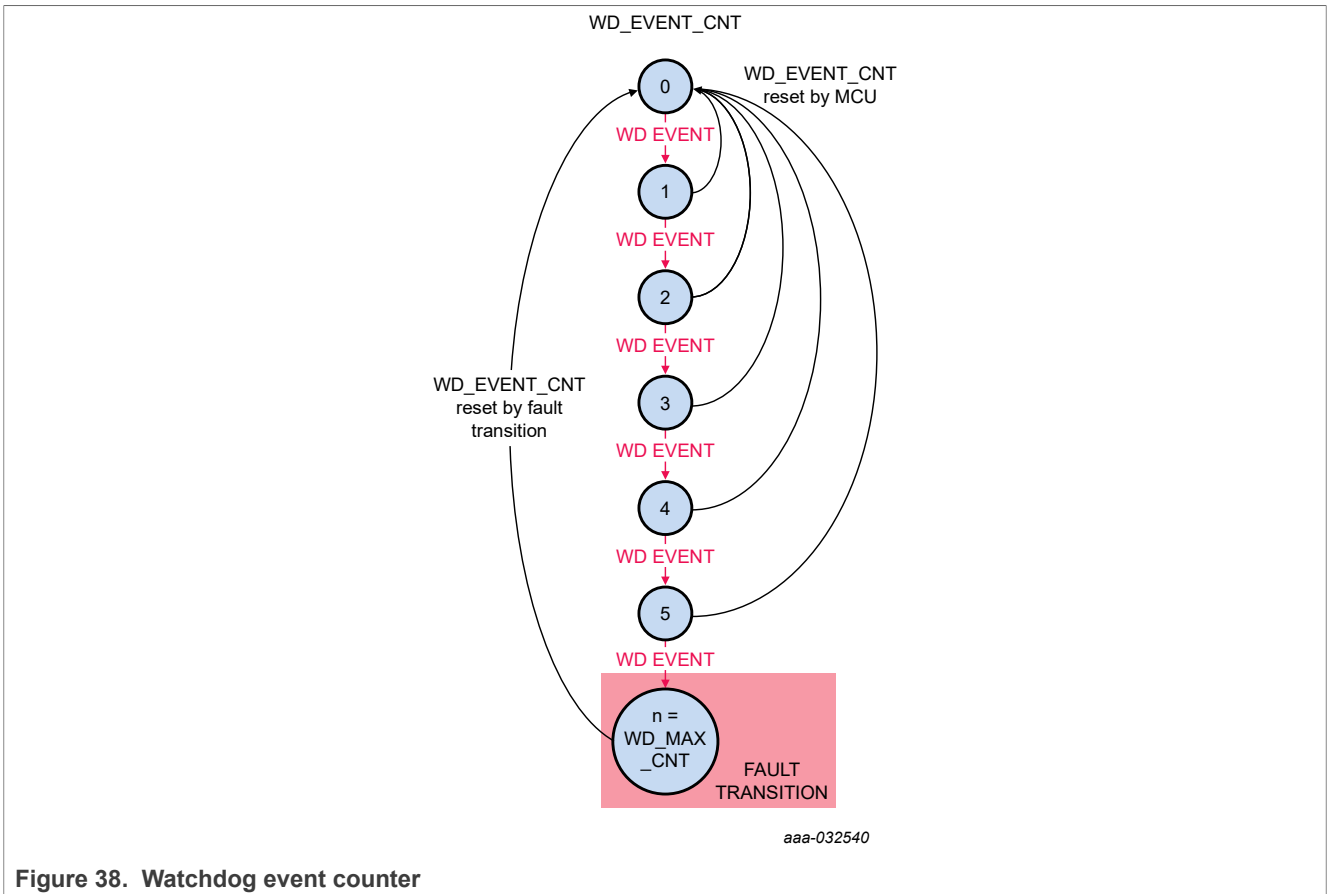 WD_EVENT_CNT
0
WD_EVENT_CNT
reset by MCU
WD EVENT
1
WD EVENT
2
WD EVENT
3
WD_EVENT_CNT
reset by fault
transition
WD EVENT
4
WD EVENT
5
WD EVENT
n =
WD_MAX
_CNT
FAULT
TRANSITION
aaa-032540
Figure 38. Watchdog event counter